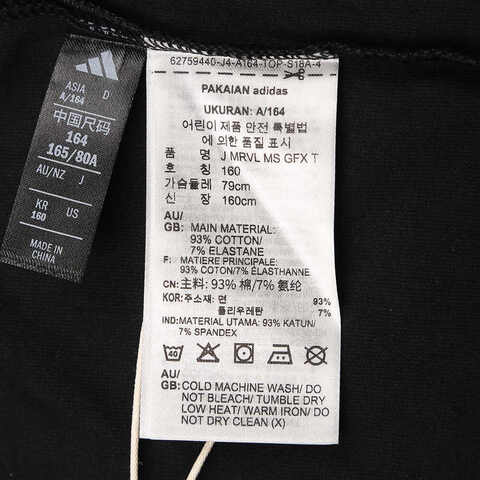 ASIA D
A/164
中国尺码
164
165/80A
AU/NZ J
KR US
160
MADE IN
CHINA
62759440-J4-A164-TOP-S18A-4
PAKAIAN adidas
UKURAN: A/164
어린이 제품 안전 특별법
에 의한 품질 표시
품 명 J MRVL MS GFX T
호 칭 160
가슴둘레 79cm
신 장 160cm
AU/
GB: MAIN MATERIAL:
93% COTTON/
7% ELASTANE
F: MATIERE PRINCIPALE:
93% COTON/7% ÉLASTHANNE
CN: 主料: 93% 棉/7% 氨纶
KOR: 주소재: 면 93%
폴리우레탄 7%
IND: MATERIAL UTAMA: 93% KATUN/
7% SPANDEX
40
AU/
GB: COLD MACHINE WASH/ DO
NOT BLEACH/ TUMBLE DRY
LOW HEAT/ WARM IRON/ DO
NOT DRY CLEAN (X)